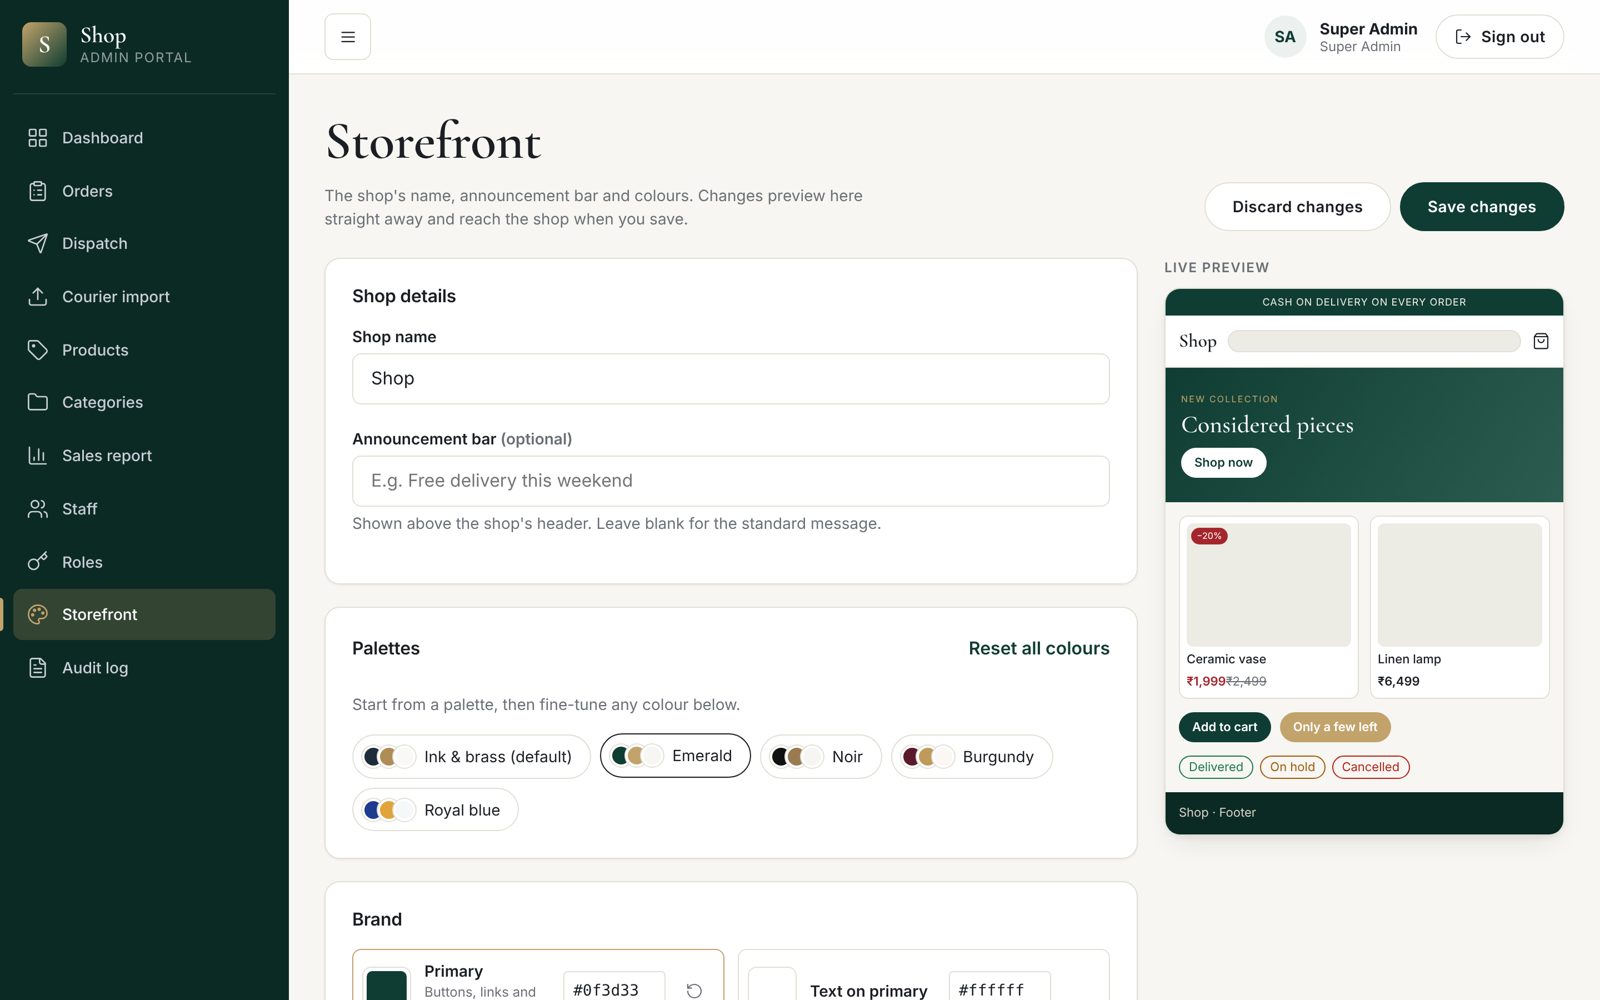 S
Shop
ADMIN PORTAL
Dashboard
Orders
Dispatch
Courier import
Products
Categories
Sales report
Staff
Roles
Storefront
Audit log
SA
Super Admin
Super Admin
Sign out
Storefront
The shop's name, announcement bar and colours. Changes preview here
straight away and reach the shop when you save.
Discard changes
Save changes
Shop details
Shop name
Shop
Announcement bar (optional)
E.g. Free delivery this weekend
Shown above the shop's header. Leave blank for the standard message.
Palettes
Reset all colours
Start from a palette, then fine-tune any colour below.
Ink & brass (default)
Emerald
Noir
Burgundy
Royal blue
Brand
Primary
Buttons, links and
#0f3d33
Text on primary
#ffffff
LIVE PREVIEW
CASH ON DELIVERY ON EVERY ORDER
Shop
NEW COLLECTION
Considered pieces
Shop now
−20%
Ceramic vase
₹1,999₹2,499
Linen lamp
₹6,499
Add to cart
Only a few left
Delivered
On hold
Cancelled
Shop · Footer